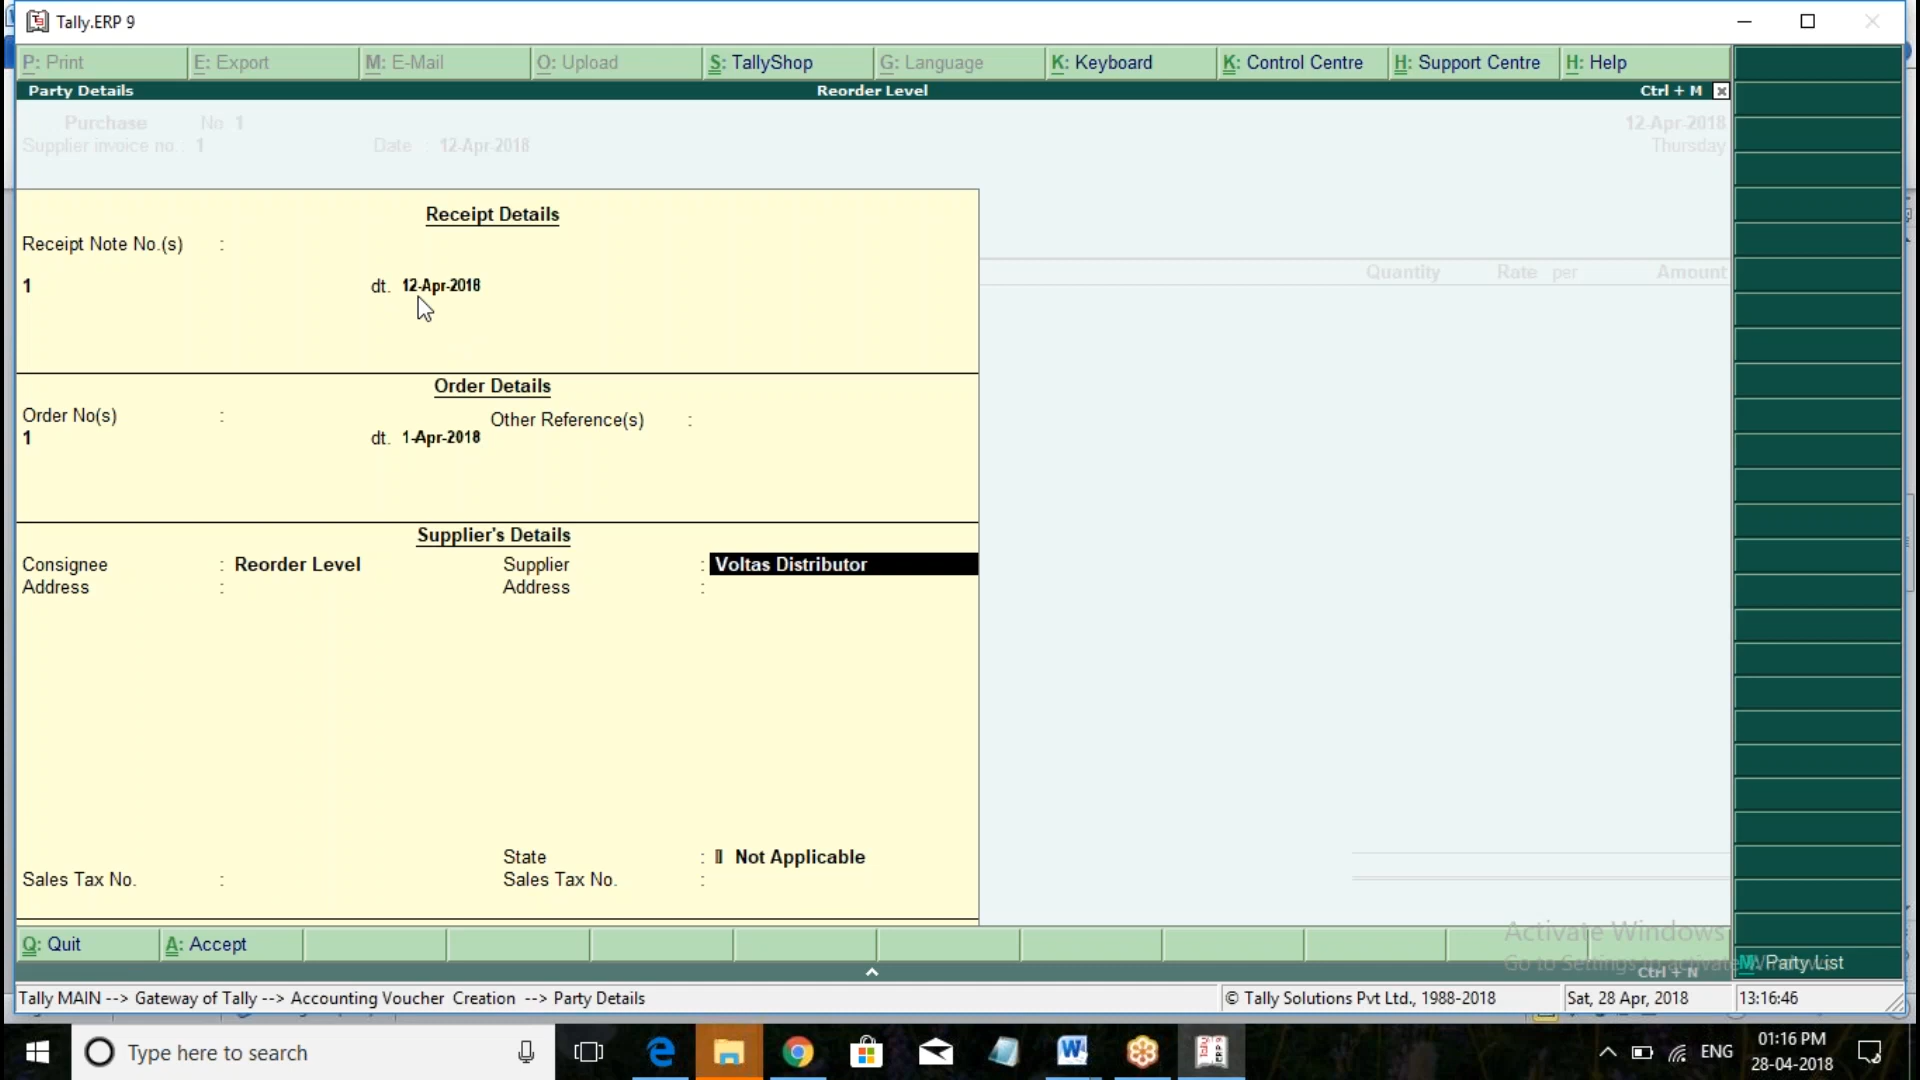 Tally.ERP 9
P: Print E: Export M: E-Mail O: Upload S: TallyShop G: Language K: Keyboard K: Control Centre H: Support Centre H: Help
Party Details Reorder Level Ctrl + M
Purchase No 1 12-Apr-2018
Supplier invoice no.: 1 Date : 12-Apr-2018 Thursday
Receipt Details
Receipt Note No.(s) :
Quantity Rate per Amount
1 dt. 12-Apr-2018
Order Details
Order No(s) : Other Reference(s) :
1 dt. 1-Apr-2018
Supplier's Details
Consignee : Reorder Level Supplier : Voltas Distributor
Address : Address :
State : Not Applicable
Sales Tax No. : Sales Tax No. :
Activate Windows
Go to Settings to activate Windows.
Q: Quit A: Accept
M: Party List
Ctrl + N
Tally MAIN --> Gateway of Tally --> Accounting Voucher Creation --> Party Details © Tally Solutions Pvt Ltd., 1988-2018 Sat, 28 Apr, 2018 13:16:46
Type here to search ENG 01:16 PM
28-04-2018